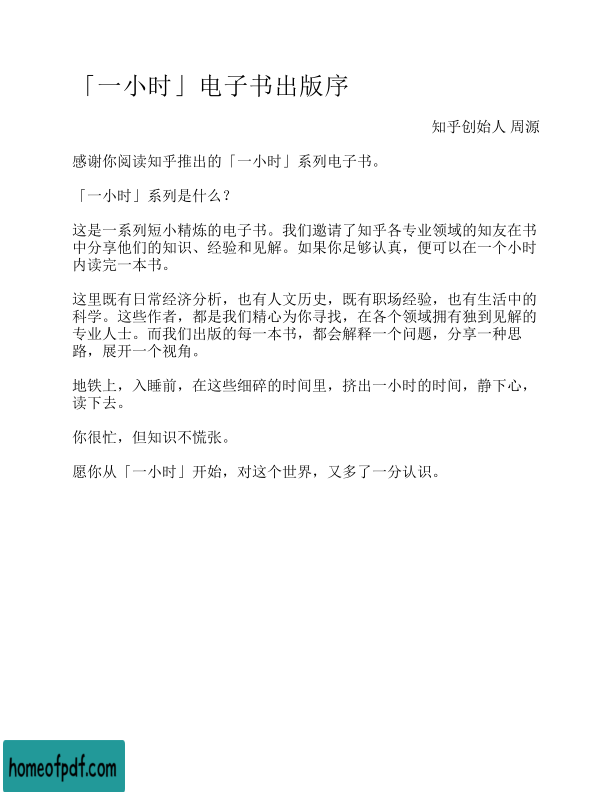 「一小时」电子书出版序
知乎创始人 周源
感谢你阅读知乎推出的「一小时」系列电子书。
「一小时」系列是什么？
这是一系列短小精炼的电子书。我们邀请了知乎各专业领域的知友在书
中分享他们的知识、经验和见解。如果你足够认真，便可以在一个小时
内读完一本书。
这里既有日常经济分析，也有人文历史，既有职场经验，也有生活中的
科学。这些作者，都是我们精心为你寻找，在各个领域拥有独到见解的
专业人士。而我们出版的每一本书，都会解释一个问题，分享一种思
路，展开一个视角。
地铁上，入睡前，在这些细碎的时间里，挤出一小时的时间，静下心，
读下去。
你很忙，但知识不慌张。
愿你从「一小时」开始，对这个世界，又多了一分认识。
homeofpdf.com